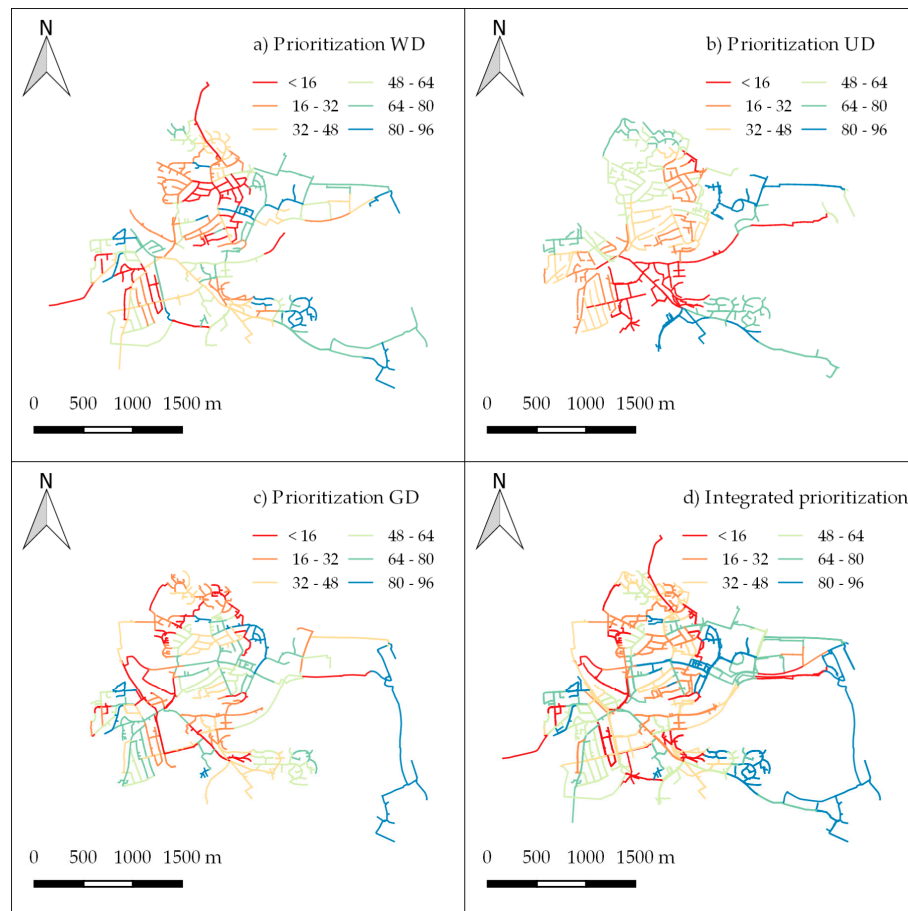 N
a) Prioritization WD
< 16
48 - 64
16 - 32
64 - 80
32 - 48
80 - 96
0 500 1000 1500 m
N
b) Prioritization UD
< 16
48 - 64
16 - 32
64 - 80
32 - 48
80 - 96
0 500 1000 1500 m
N
c) Prioritization GD
< 16
48 - 64
16 - 32
64 - 80
32 - 48
80 - 96
0 500 1000 1500 m
N
d) Integrated prioritization
< 16
48 - 64
16 - 32
64 - 80
32 - 48
80 - 96
0 500 1000 1500 m